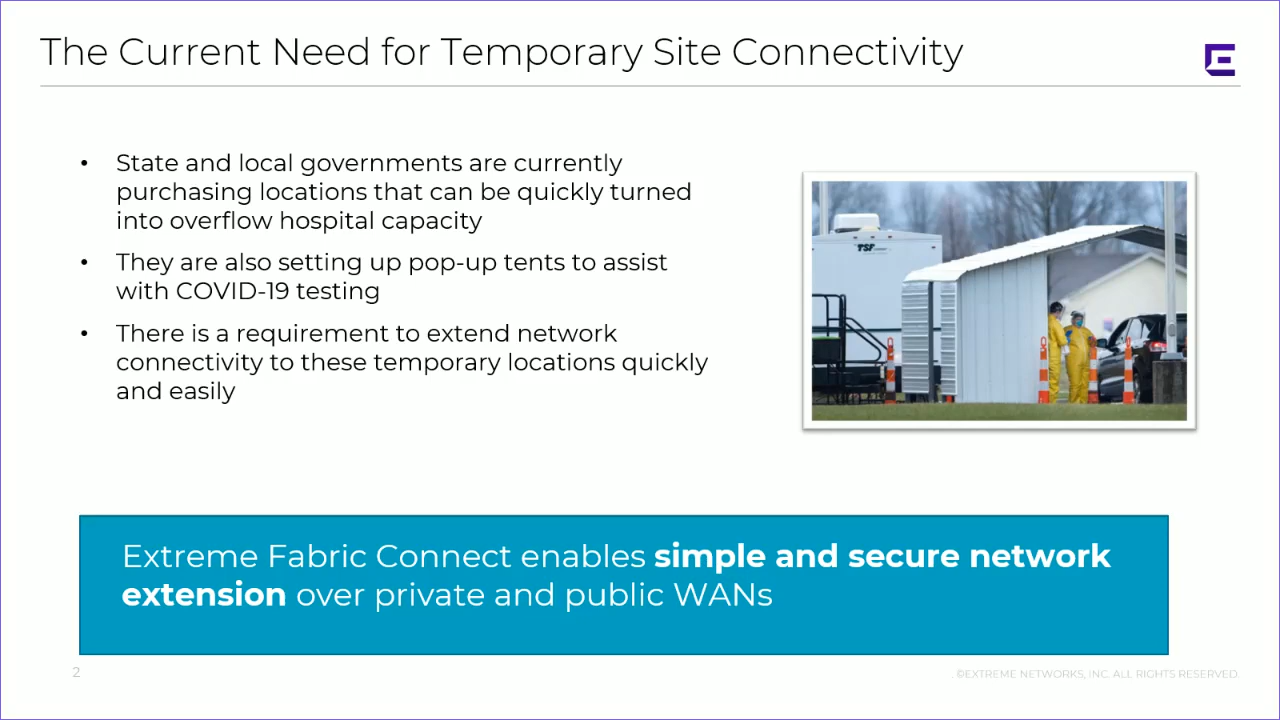 The Current Need for Temporary Site Connectivity
• State and local governments are currently
purchasing locations that can be quickly turned
into overflow hospital capacity
• They are also setting up pop-up tents to assist
with COVID-19 testing
• There is a requirement to extend network
connectivity to these temporary locations quickly
and easily
TSF
Extreme Fabric Connect enables simple and secure network
extension over private and public WANs
2
©EXTREME NETWORKS, INC. ALL RIGHTS RESERVED.